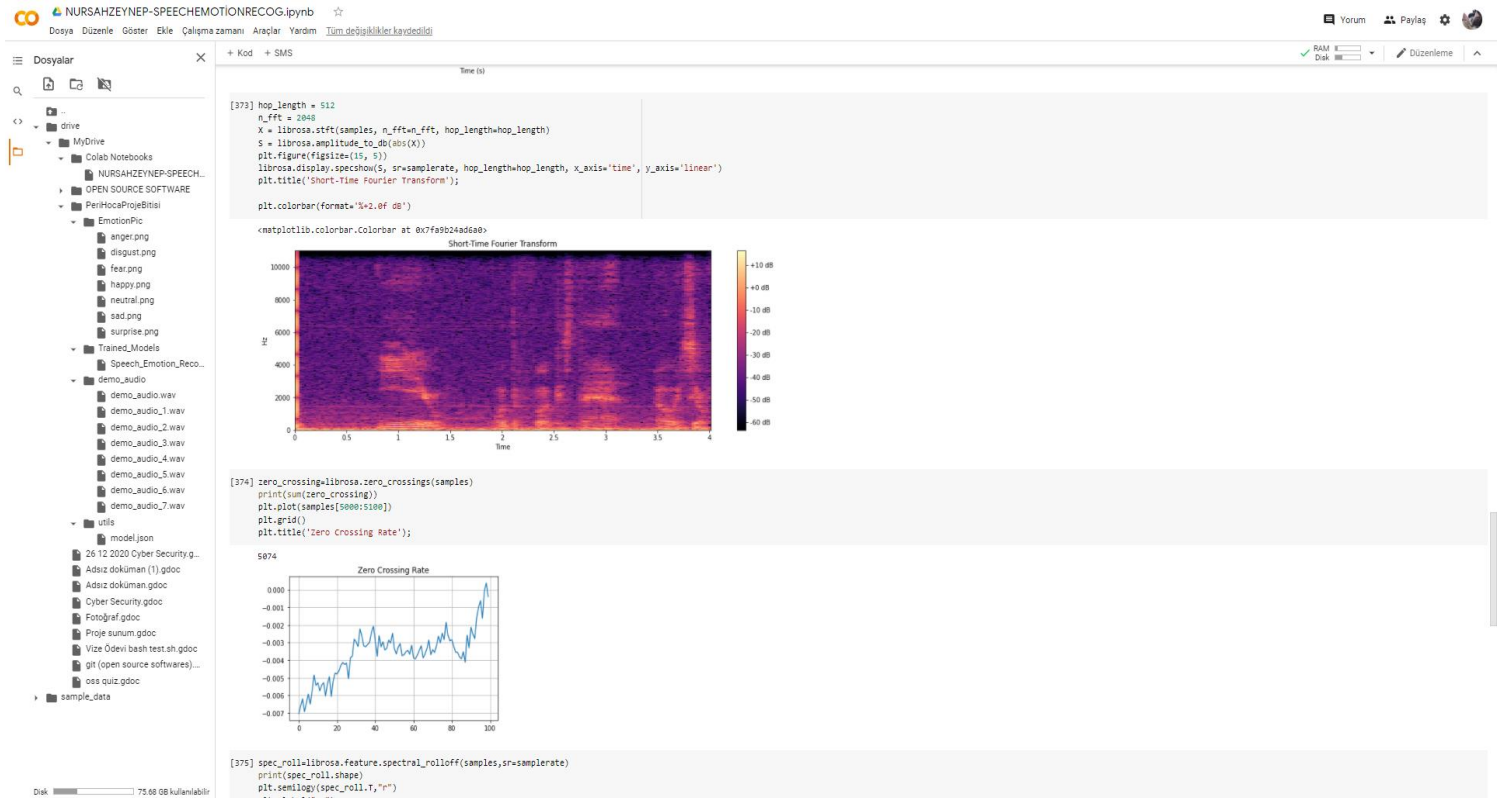 NURSAHZEYNEP-SPEECHEMOTİONRECOG.ipynb
Dosya Düzenle Göster Ekle Çalışma zamanı Araçlar Yardım Tüm değişiklikler kaydedildi
Yorum Paylaş
+ Kod + SMS
RAM
Disk
Düzenleme
Dosyalar
..
drive
MyDrive
Colab Notebooks
NURSAHZEYNEP-SPEECH...
OPEN SOURCE SOFTWARE
PeriHocaProjeBitisi
EmotionPic
anger.png
disgust.png
fear.png
happy.png
neutral.png
sad.png
surprise.png
Trained_Models
Speech_Emotion_Reco...
demo_audio
demo_audio.wav
demo_audio_1.wav
demo_audio_2.wav
demo_audio_3.wav
demo_audio_4.wav
demo_audio_5.wav
demo_audio_6.wav
demo_audio_7.wav
utils
model.json
26 12 2020 Cyber Security.g...
Adsız doküman (1).gdoc
Adsız doküman.gdoc
Cyber Security.gdoc
Fotoğraf.gdoc
Proje sunum.gdoc
Vize Ödevi bash test.sh.gdoc
git (open source softwares)....
oss quiz.gdoc
sample_data
Disk 75.68 GB kullanılabilir
Time (s)
[373] hop_length = 512
n_fft = 2048
X = librosa.stft(samples, n_fft=n_fft, hop_length=hop_length)
S = librosa.amplitude_to_db(abs(X))
plt.figure(figsize=(15, 5))
librosa.display.specshow(S, sr=samplerate, hop_length=hop_length, x_axis='time', y_axis='linear')
plt.title('Short-Time Fourier Transform');
plt.colorbar(format='%+2.0f dB')
<matplotlib.colorbar.Colorbar at 0x7fa9b24ad6a0>
Short-Time Fourier Transform
10000
8000
6000
4000
2000
0
Hz
0 0.5 1 1.5 2 2.5 3 3.5 4
Time
+10 dB
+0 dB
-10 dB
-20 dB
-30 dB
-40 dB
-50 dB
-60 dB
[374] zero_crossing=librosa.zero_crossings(samples)
print(sum(zero_crossing))
plt.plot(samples[5000:5100])
plt.grid()
plt.title('Zero Crossing Rate');
5074
Zero Crossing Rate
0.000
−0.001
−0.002
−0.003
−0.004
−0.005
−0.006
−0.007
0 20 40 60 80 100
[375] spec_roll=librosa.feature.spectral_rolloff(samples,sr=samplerate)
print(spec_roll.shape)
plt.semilogy(spec_roll.T,"r")